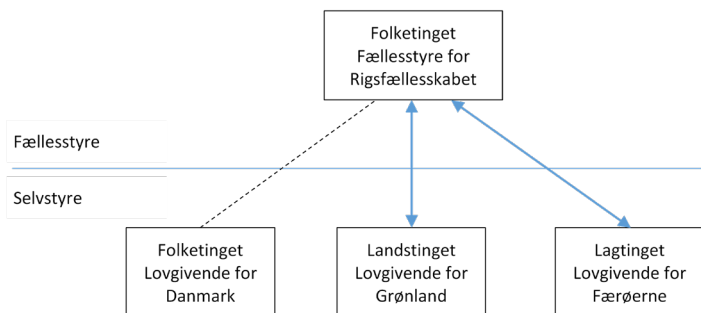 Folketinget
Fællesstyre for
Rigsfællesskabet
Fællesstyre
Selvstyre
Folketinget
Lovgivende for
Danmark
Landstinget
Lovgivende for
Grønland
Lagtinget
Lovgivende for
Færøerne